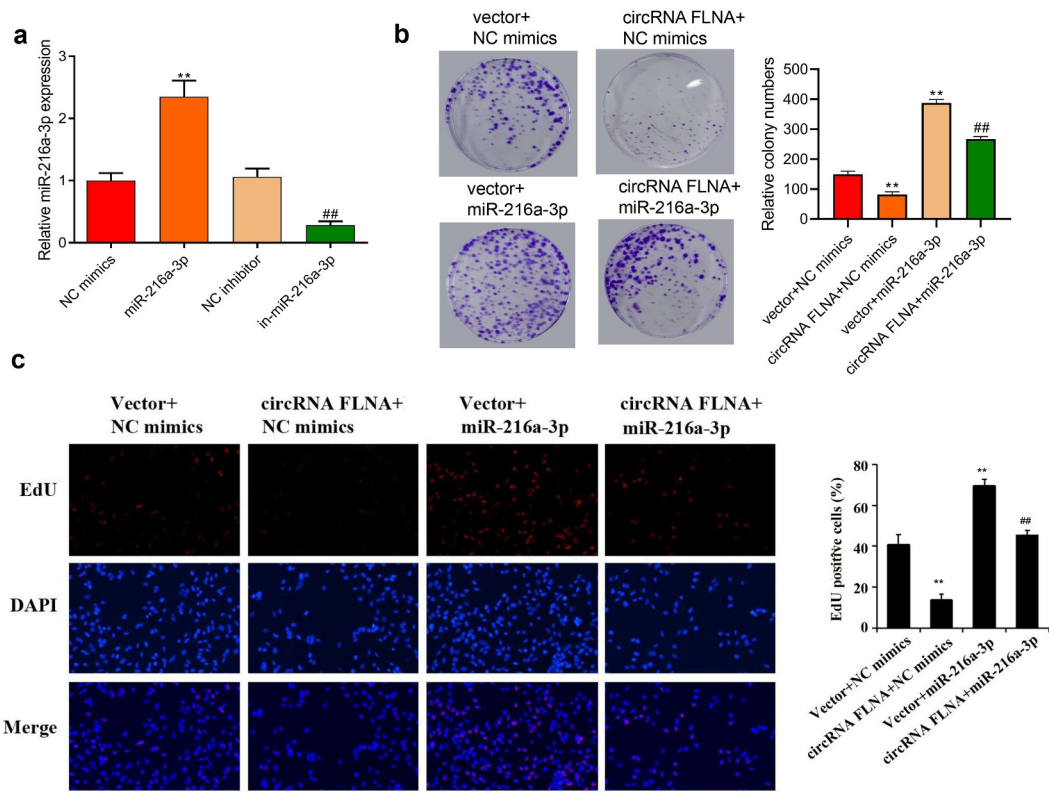 a
Relative miR-216a-3p expression
3
2
1
0
**
##
NC mimics
miR-216a-3p
NC inhibitor
in-miR-216a-3p
b
vector+
NC mimics
circRNA FLNA+
NC mimics
vector+
miR-216a-3p
circRNA FLNA+
miR-216a-3p
Relative colony numbers
500
400
300
200
100
0
**
**
##
vector+NC mimics
circRNA FLNA+NC mimics
vector+miR-216a-3p
circRNA FLNA+miR-216a-3p
c
Vector+
NC mimics
circRNA FLNA+
NC mimics
Vector+
miR-216a-3p
circRNA FLNA+
miR-216a-3p
EdU
DAPI
Merge
EdU positive cells (%)
80
60
40
20
0
**
**
##
Vector+NC mimics
circRNA FLNA+NC mimics
Vector+miR-216a-3p
circRNA FLNA+miR-216a-3p